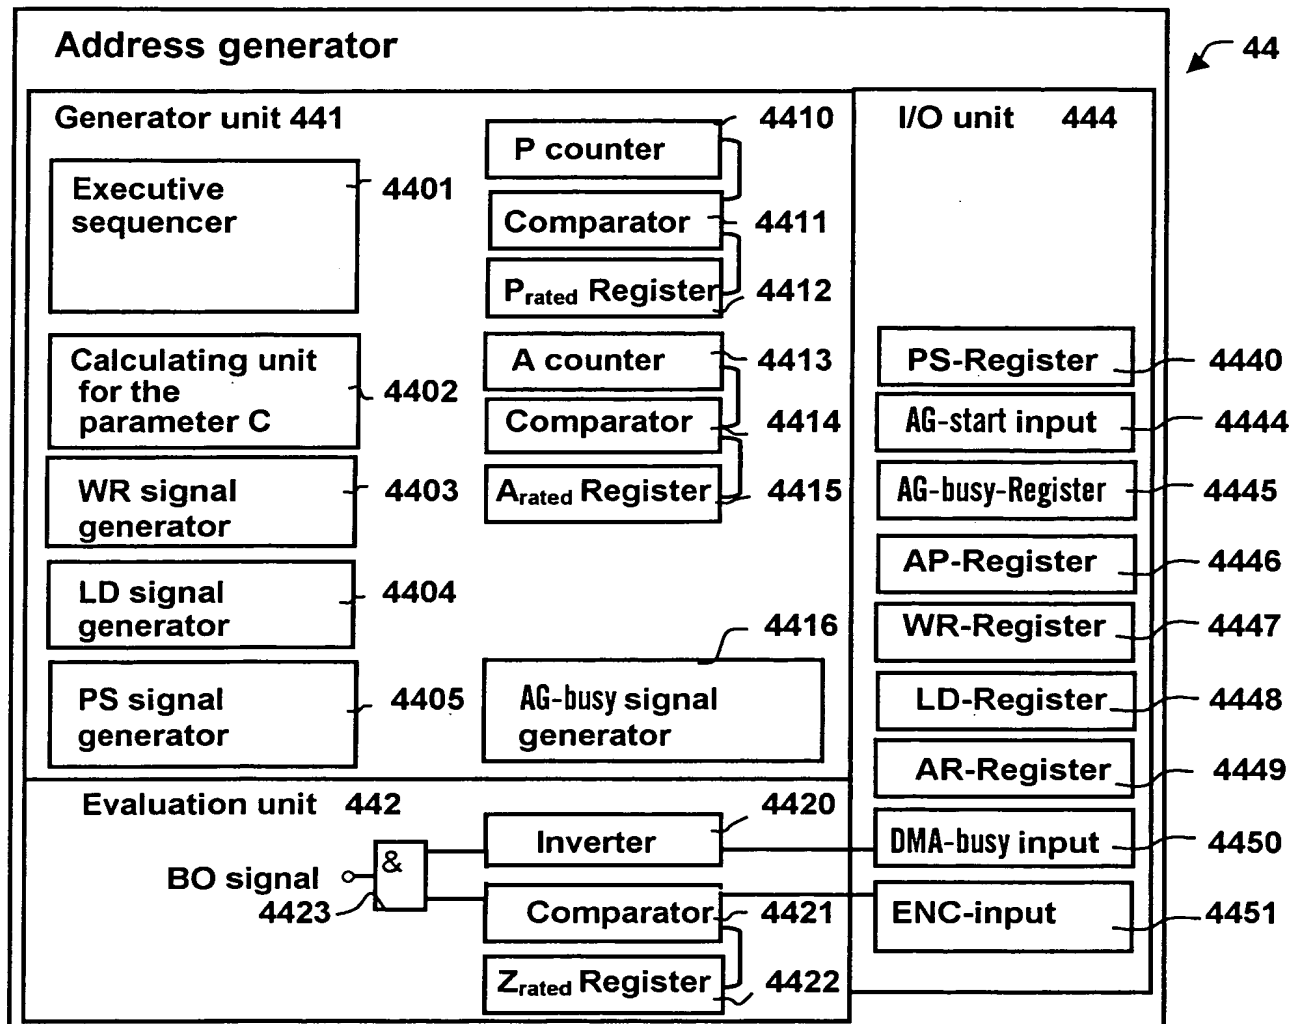 Address generator
44
Generator unit 441
Executive
sequencer
4401
Calculating unit
for the
parameter C
4402
WR signal
generator
4403
LD signal
generator
4404
PS signal
generator
4405
4410
P counter
Comparator
4411
Prated Register
4412
A counter
4413
Comparator
4414
Arated Register
4415
4416
AG-busy signal
generator
I/O unit 444
PS-Register
4440
AG-start input
4444
AG-busy-Register
4445
AP-Register
4446
WR-Register
4447
LD-Register
4448
AR-Register
4449
DMA-busy input
4450
ENC-input
4451
Evaluation unit 442
4420
Inverter
&
BO signal
4423
Comparator
4421
Zrated Register
4422